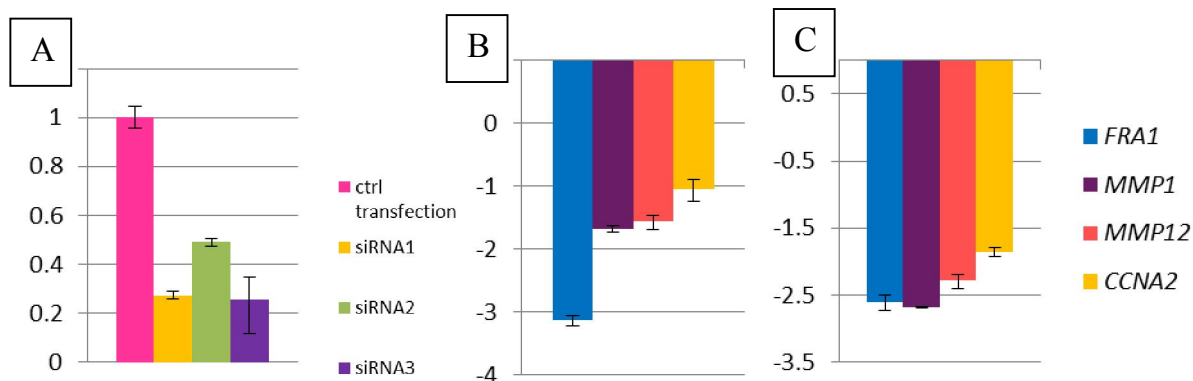 A
1
0.8
0.6
0.4
0.2
0
ctrl
transfection
siRNA1
siRNA2
siRNA3
B
0
-1
-2
-3
-4
C
0.5
-0.5
-1.5
-2.5
-3.5
FRA1
MMP1
MMP12
CCNA2